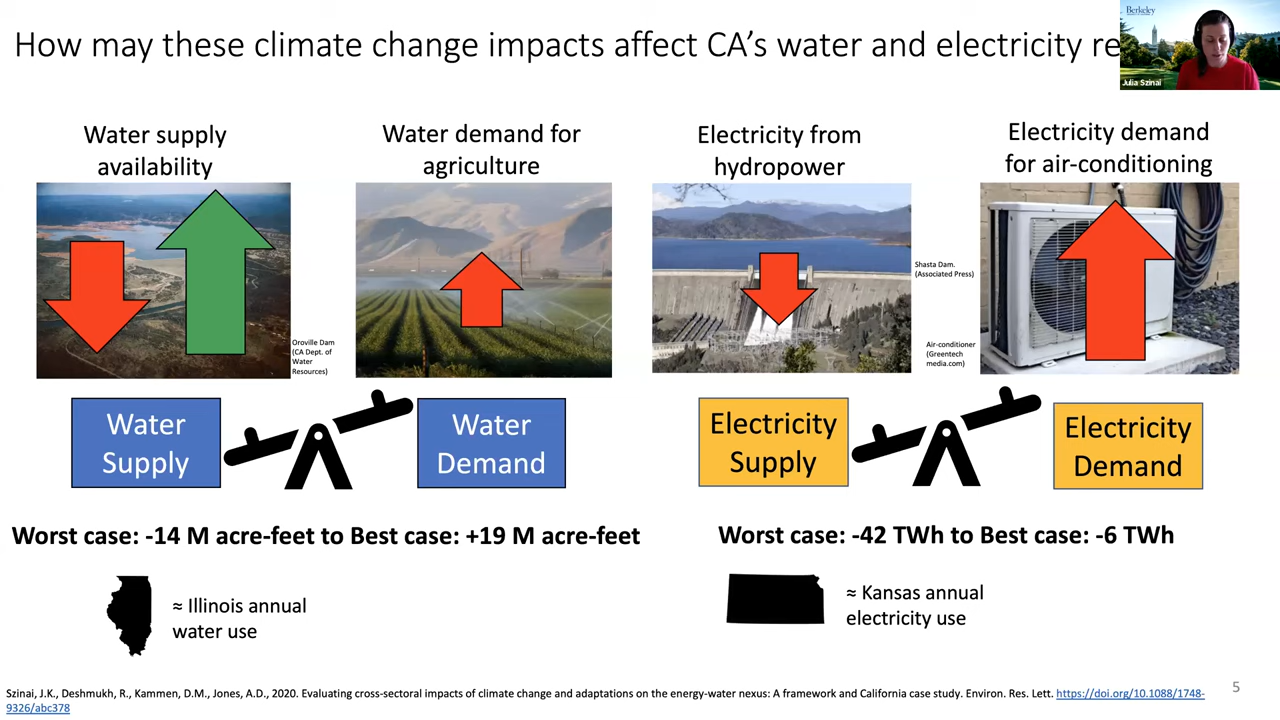 How may these climate change impacts affect CA's water and electricity re
Berkeley
Julia Szinai
Water supply
availability
Water demand for
agriculture
Electricity from
hydropower
Electricity demand
for air-conditioning
Oroville Dam
(CA Dept. of
Water
Resources)
Shasta Dam.
(Associated Press)
Air-conditioner
(Greentech
media.com)
Water
Supply
Water
Demand
Electricity
Supply
Electricity
Demand
Worst case: -14 M acre-feet to Best case: +19 M acre-feet
Worst case: -42 TWh to Best case: -6 TWh
≈ Illinois annual
water use
≈ Kansas annual
electricity use
Szinai, J.K., Deshmukh, R., Kammen, D.M., Jones, A.D., 2020. Evaluating cross-sectoral impacts of climate change and adaptations on the energy-water nexus: A framework and California case study. Environ. Res. Lett. https://doi.org/10.1088/1748-
9326/abc378
5